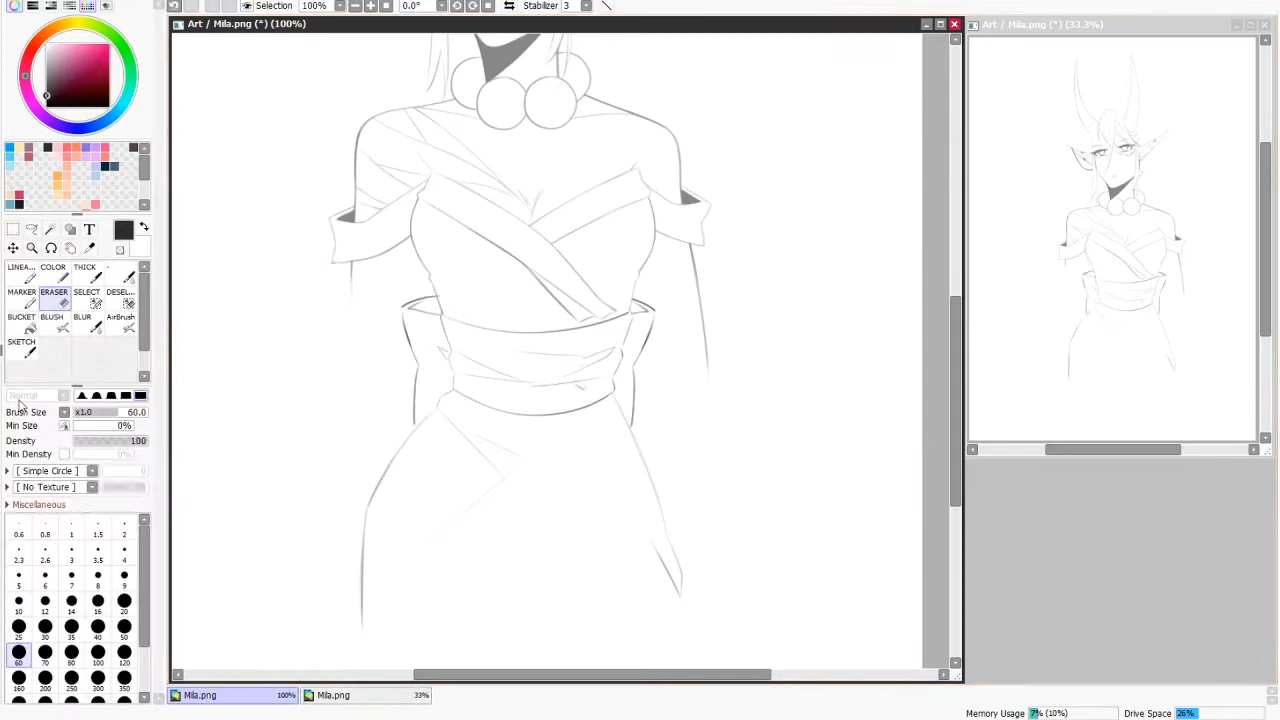 Selection 100% 0.0° Stabilizer 3
Art / Mila.png (*) (100%)
Art / Mila.png (*) (33.3%)
T
LINEA... COLOR THICK -
MARKER ERASER SELECT DESEL...
BUCKET BLUSH BLUR AirBrush
SKETCH
Normal
Brush Size x1.0 60.0
Min Size 0%
Density 100
Min Density 0%
[ Simple Circle ] 0
[ No Texture ]
Miscellaneous
0.6 0.8 1 1.5 2
2.3 2.6 3 3.5 4
5 6 7 8 9
10 12 14 16 20
25 30 35 40 50
60 70 80 100 120
160 200 250 300 350
Mila.png 100% Mila.png 33%
Memory Usage 7% (10%) Drive Space 26%